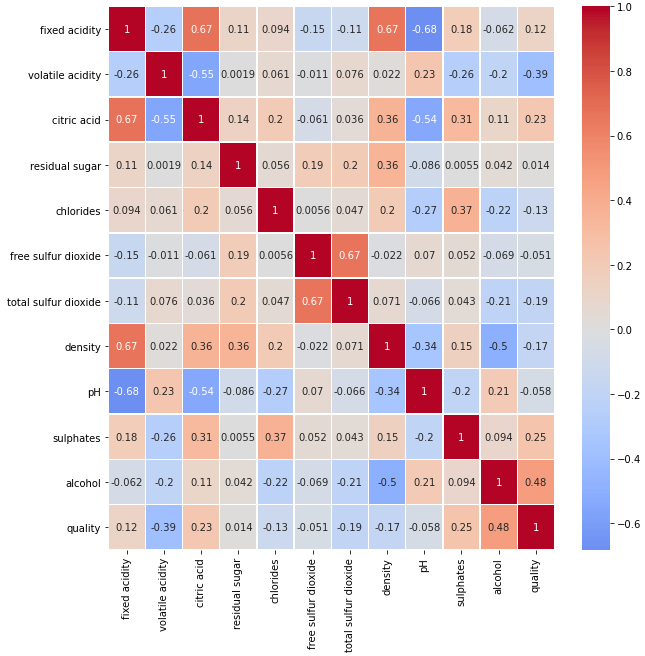 fixed acidity 1 -0.26 0.67 0.11 0.094 -0.15 -0.11 0.67 -0.68 0.18 -0.062 0.12
volatile acidity -0.26 1 -0.55 0.0019 0.061 -0.011 0.076 0.022 0.23 -0.26 -0.2 -0.39
citric acid 0.67 -0.55 1 0.14 0.2 -0.061 0.036 0.36 -0.54 0.31 0.11 0.23
residual sugar 0.11 0.0019 0.14 1 0.056 0.19 0.2 0.36 -0.086 0.0055 0.042 0.014
chlorides 0.094 0.061 0.2 0.056 1 0.0056 0.047 0.2 -0.27 0.37 -0.22 -0.13
free sulfur dioxide -0.15 -0.011 -0.061 0.19 0.0056 1 0.67 -0.022 0.07 0.052 -0.069 -0.051
total sulfur dioxide -0.11 0.076 0.036 0.2 0.047 0.67 1 0.071 -0.066 0.043 -0.21 -0.19
density 0.67 0.022 0.36 0.36 0.2 -0.022 0.071 1 -0.34 0.15 -0.5 -0.17
pH -0.68 0.23 -0.54 -0.086 -0.27 0.07 -0.066 -0.34 1 -0.2 0.21 -0.058
sulphates 0.18 -0.26 0.31 0.0055 0.37 0.052 0.043 0.15 -0.2 1 0.094 0.25
alcohol -0.062 -0.2 0.11 0.042 -0.22 -0.069 -0.21 -0.5 0.21 0.094 1 0.48
quality 0.12 -0.39 0.23 0.014 -0.13 -0.051 -0.19 -0.17 -0.058 0.25 0.48 1
fixed acidity
volatile acidity
citric acid
residual sugar
chlorides
free sulfur dioxide
total sulfur dioxide
density
pH
sulphates
alcohol
quality
1.0
0.8
0.6
0.4
0.2
0.0
−0.2
−0.4
−0.6